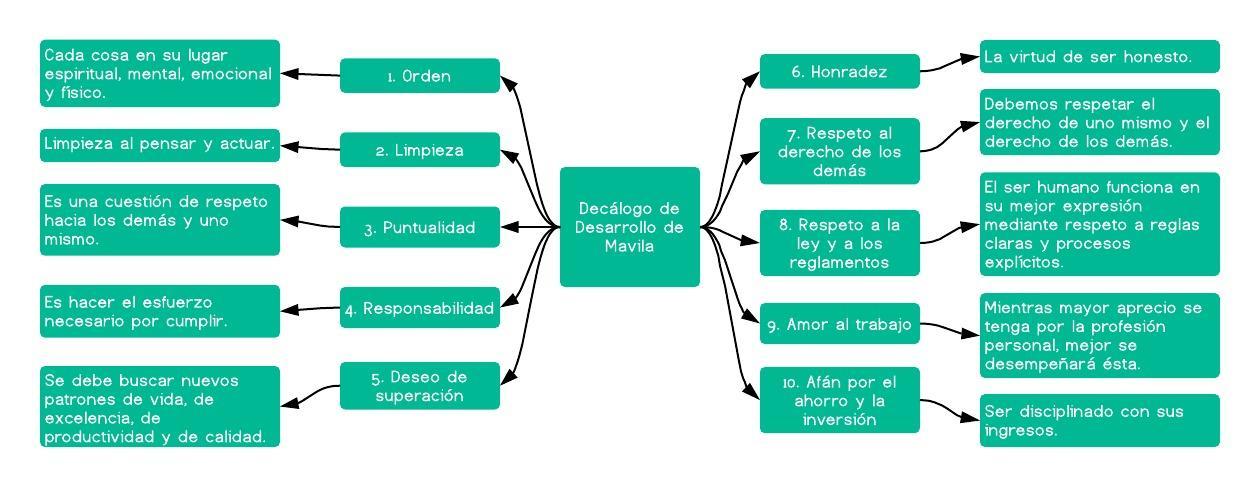 Decálogo de
Desarrollo de
Mavila
1. Orden
Cada cosa en su lugar
espiritual, mental, emocional
y físico.
2. Limpieza
Limpieza al pensar y actuar.
3. Puntualidad
Es una cuestión de respeto
hacia los demás y uno
mismo.
4. Responsabilidad
Es hacer el esfuerzo
necesario por cumplir.
5. Deseo de
superación
Se debe buscar nuevos
patrones de vida, de
excelencia, de
productividad y de calidad.
6. Honradez
La virtud de ser honesto.
7. Respeto al
derecho de los
demás
Debemos respetar el
derecho de uno mismo y el
derecho de los demás.
8. Respeto a la
ley y a los
reglamentos
El ser humano funciona en
su mejor expresión
mediante respeto a reglas
claras y procesos
explícitos.
9. Amor al trabajo
Mientras mayor aprecio se
tenga por la profesión
personal, mejor se
desempeñará ésta.
10. Afán por el
ahorro y la
inversión
Ser disciplinado con sus
ingresos.